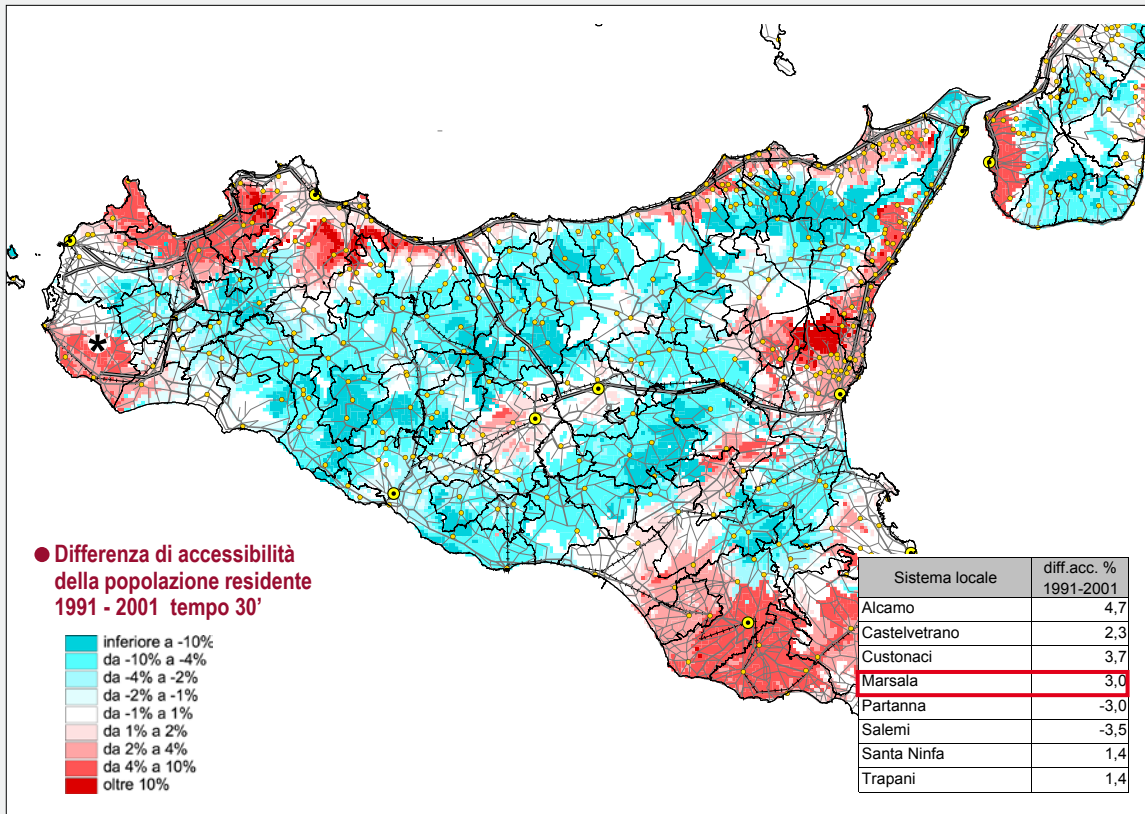 ● Differenza di accessibilità
della popolazione residente
1991 - 2001 tempo 30’
inferiore a -10%
da -10% a -4%
da -4% a -2%
da -2% a -1%
da -1% a 1%
da 1% a 2%
da 2% a 4%
da 4% a 10%
oltre 10%
*
Sistema locale diff.acc. % 1991-2001
Alcamo 4,7
Castelvetrano 2,3
Custonaci 3,7
Marsala 3,0
Partanna -3,0
Salemi -3,5
Santa Ninfa 1,4
Trapani 1,4